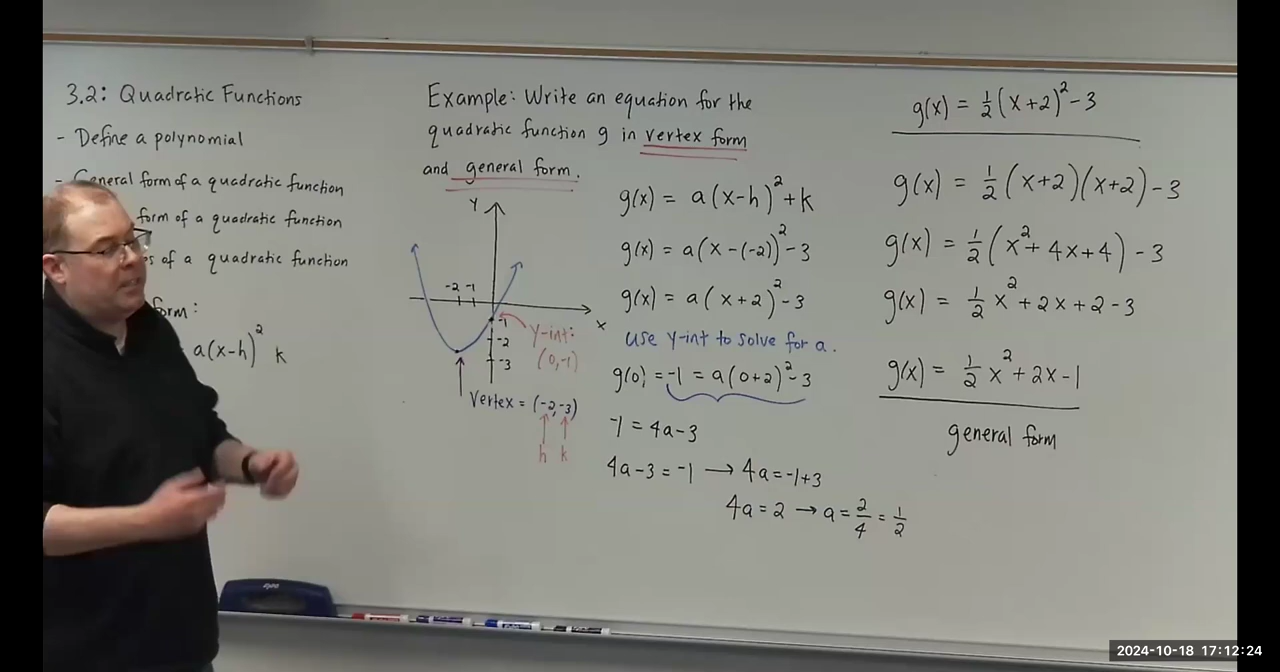 3.2: Quadratic Functions
- Define a polynomial
- General form of a quadratic function
form of a quadratic function
of a quadratic function
form:
a(x-h)² k
Example: Write an equation for the
quadratic function g in vertex form
and general form.
Y
-2 -1
x
-1
-2
-3
Y-int:
(0,-1)
Vertex = (-2,-3)
h k
g(x) = a(x-h)²+k
g(x) = a(x-(-2))²-3
g(x) = a(x+2)²-3
use y-int to solve for a.
g(0) = -1 = a(0+2)²-3
-1 = 4a-3
4a-3 = -1 → 4a=-1+3
4a=2 → a=2/4=1/2
g(x) = 1/2(x+2)²-3
g(x) = 1/2(x+2)(x+2)-3
g(x) = 1/2(x²+4x+4)-3
g(x) = 1/2x²+2x+2-3
g(x) = 1/2x²+2x-1
general form
expo
2024-10-18 17:12:24